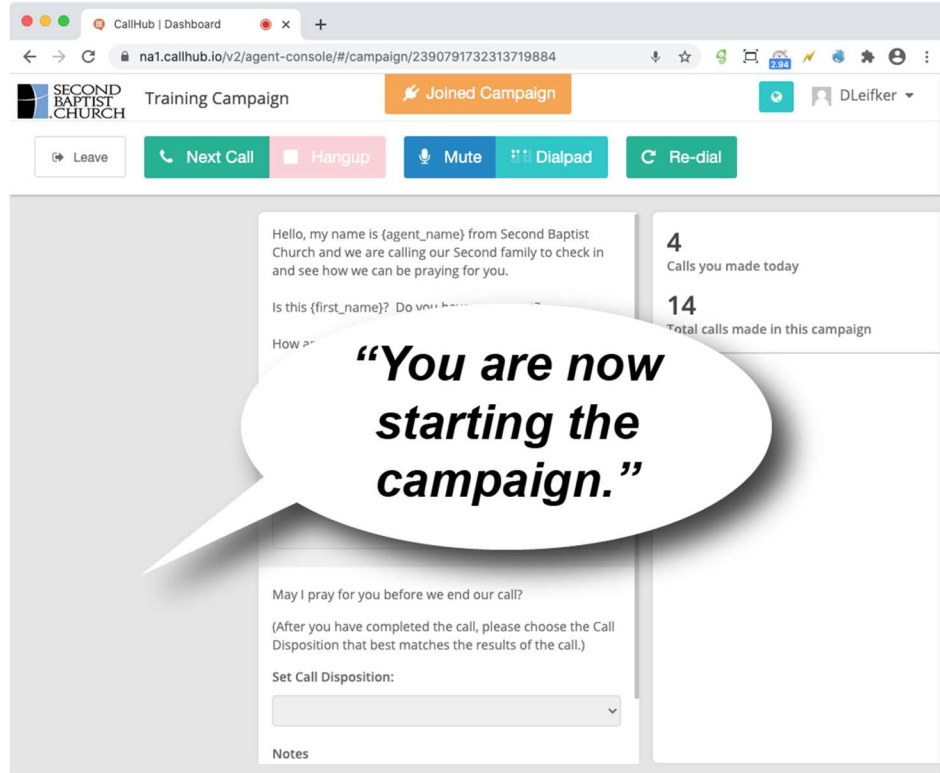 CallHub | Dashboard
na1.callhub.io/v2/agent-console/#/campaign/2390791732313719884
2.94
SECOND
BAPTIST
CHURCH
Training Campaign
Joined Campaign
DLeifker
Leave
Next Call
Hangup
Mute
Dialpad
Re-dial
Hello, my name is {agent_name} from Second Baptist
Church and we are calling our Second family to check in
and see how we can be praying for you.
Is this {first_name}? Do you have
How
4
Calls you made today
14
Total calls made in this campaign
“You are now
starting the
campaign.”
May I pray for you before we end our call?
(After you have completed the call, please choose the Call
Disposition that best matches the results of the call.)
Set Call Disposition:
Notes